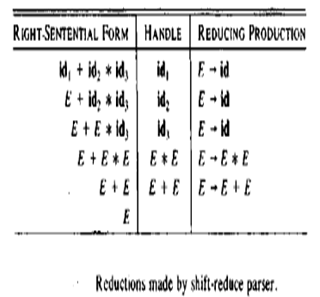 RIGHT-SENTENTIAL FORM HANDLE REDUCING PRODUCTION
id₁ + id₂ * id₃ id₁ E → id
E + id₂ * id₃ id₂ E → id
E + E * id₃ id₃ E → id
E + E * E E * E E → E * E
E + E E + E E → E + E
E
Reductions made by shift-reduce parser.